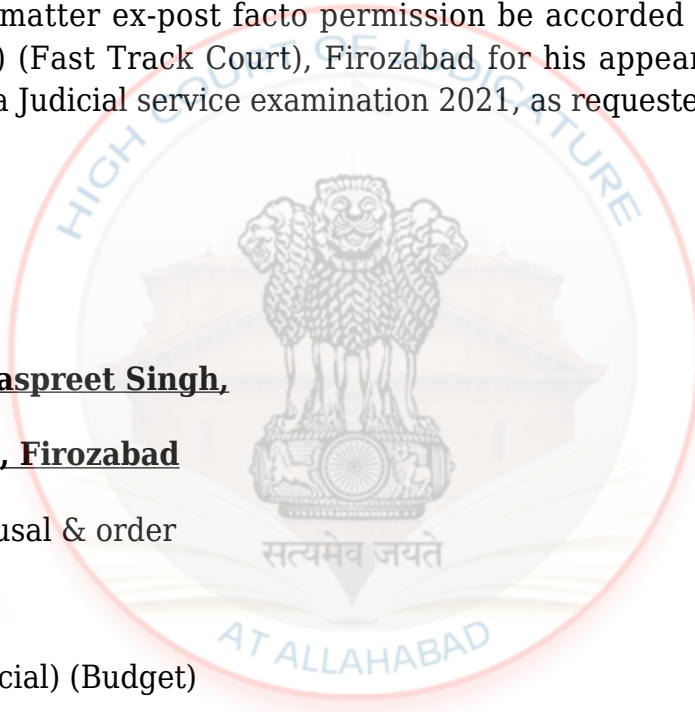 matter ex-post facto permission be accorded
) (Fast Track Court), Firozabad for his appear
a Judicial service examination 2021, as requeste
HIGH COURT OF JUDICATURE
aspreet Singh,
, Firozabad
usal & order
सत्यमेव जयते
AT ALLAHABAD
cial) (Budget)